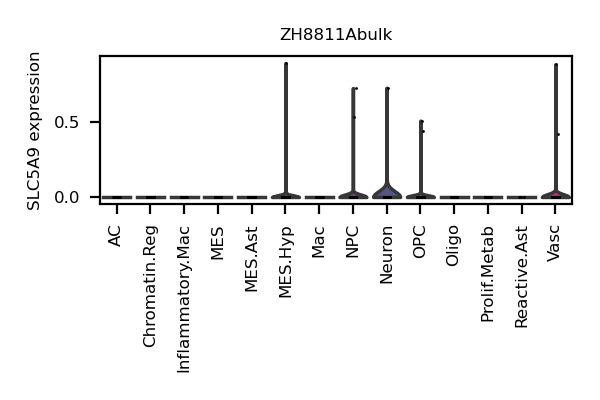 ZH8811Abulk
SLC5A9 expression
0.5
0.0
AC
Chromatin.Reg
Inflammatory.Mac
MES
MES.Ast
MES.Hyp
Mac
NPC
Neuron
OPC
Oligo
Prolif.Metab
Reactive.Ast
Vasc